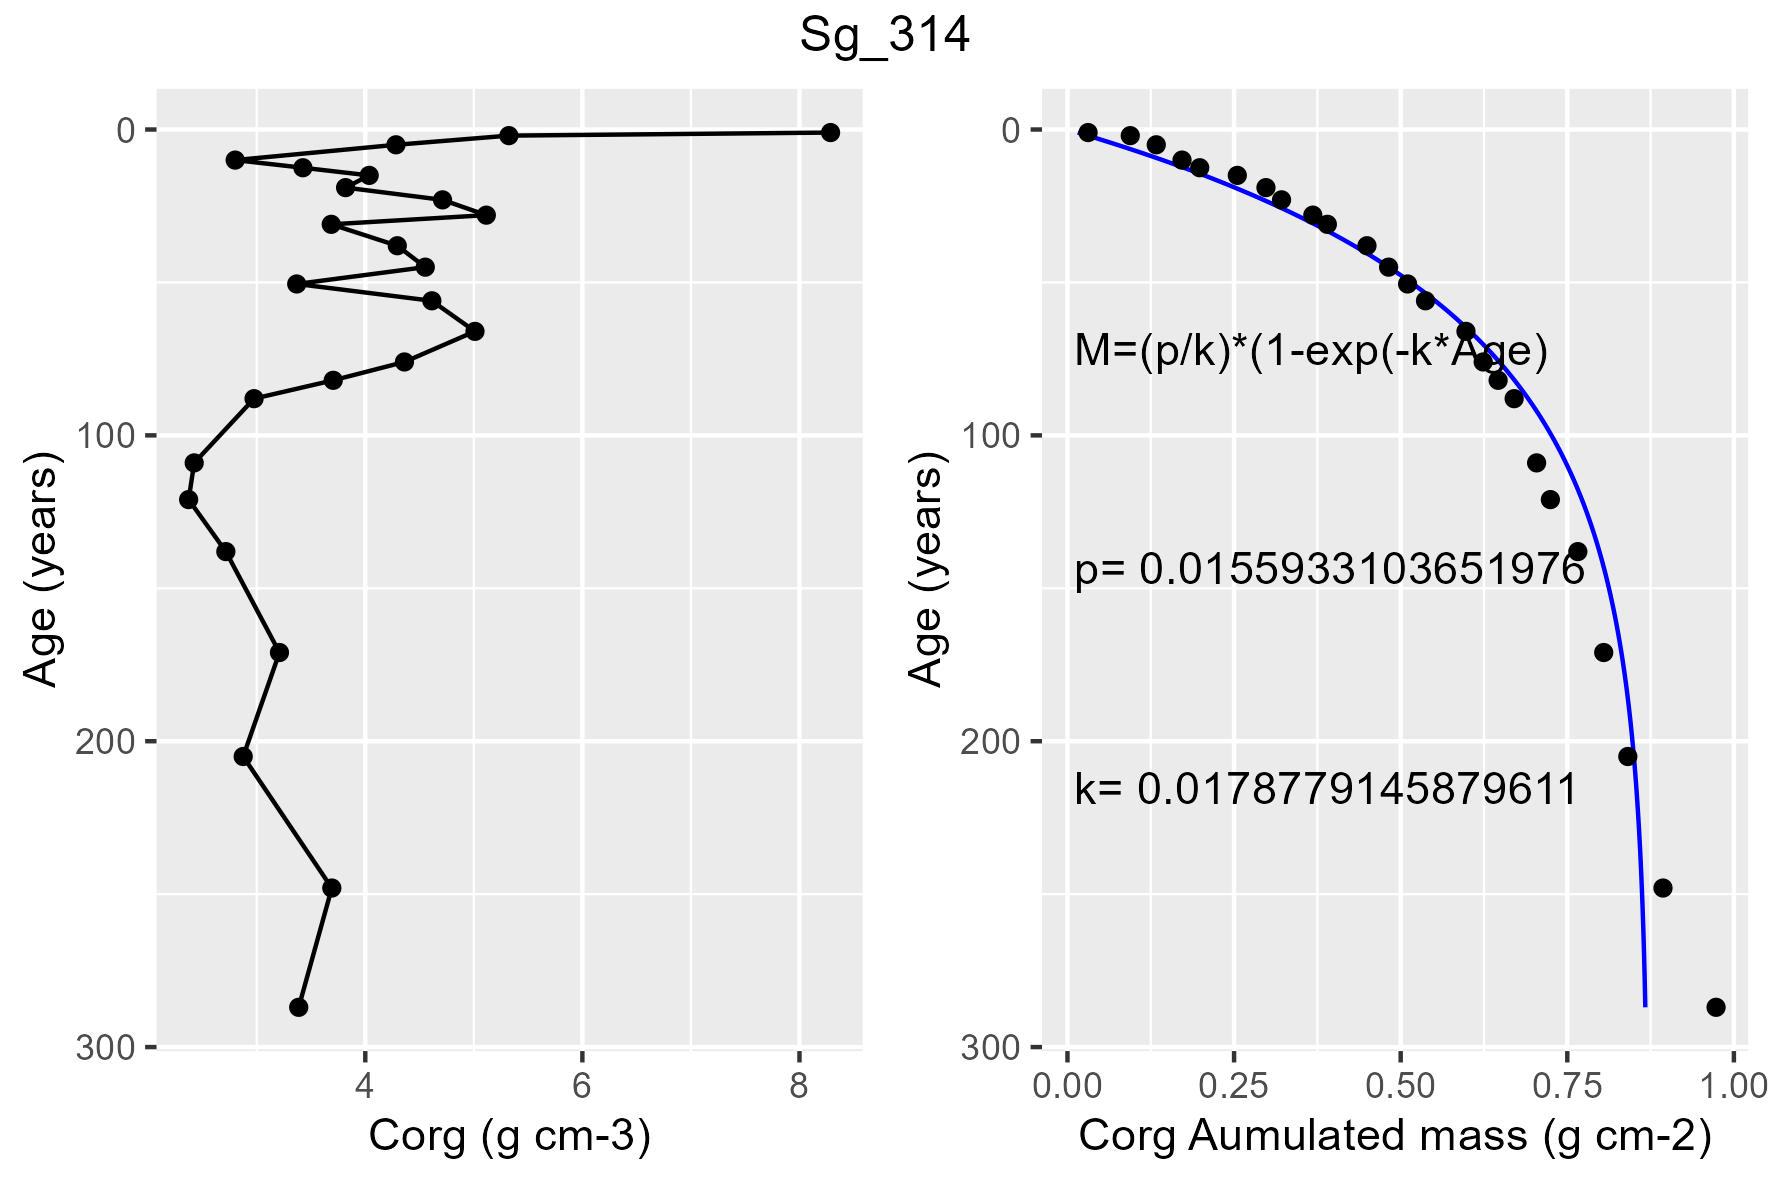 Sg_314
0
100
200
300
4
6
8
Age (years)
Corg (g cm-3)
0
100
200
300
0.00
0.25
0.50
0.75
1.00
Age (years)
Corg Aumulated mass (g cm-2)
M=(p/k)*(1-exp(-k*Age)
p= 0.0155933103651976
k= 0.0178779145879611